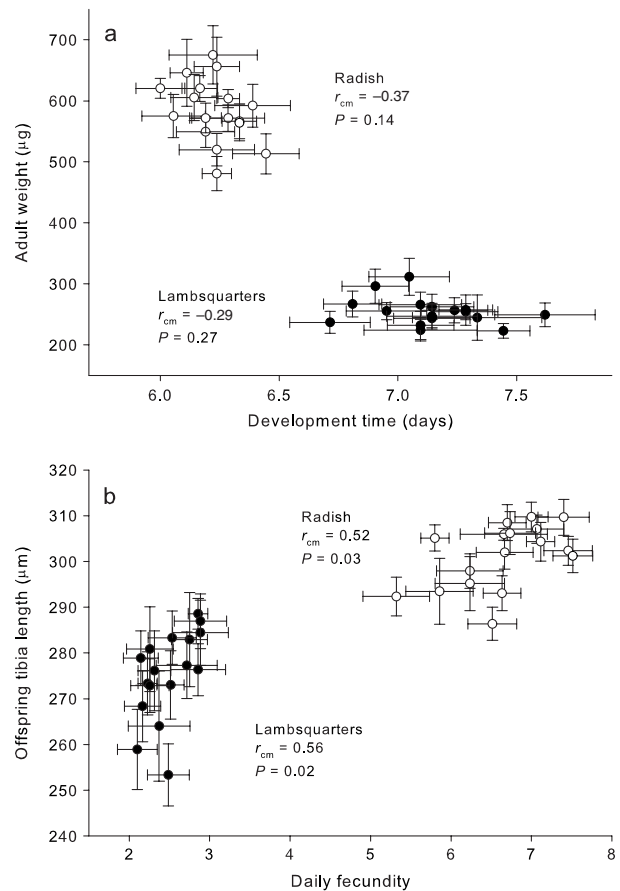 a
700
600
500
400
300
200
Adult weight (μg)
Radish
r_cm = –0.37
P = 0.14
Lambsquarters
r_cm = –0.29
P = 0.27
6.0 6.5 7.0 7.5
Development time (days)
b
320
310
300
290
280
270
260
250
240
Offspring tibia length (μm)
Radish
r_cm = 0.52
P = 0.03
Lambsquarters
r_cm = 0.56
P = 0.02
2 3 4 5 6 7 8
Daily fecundity